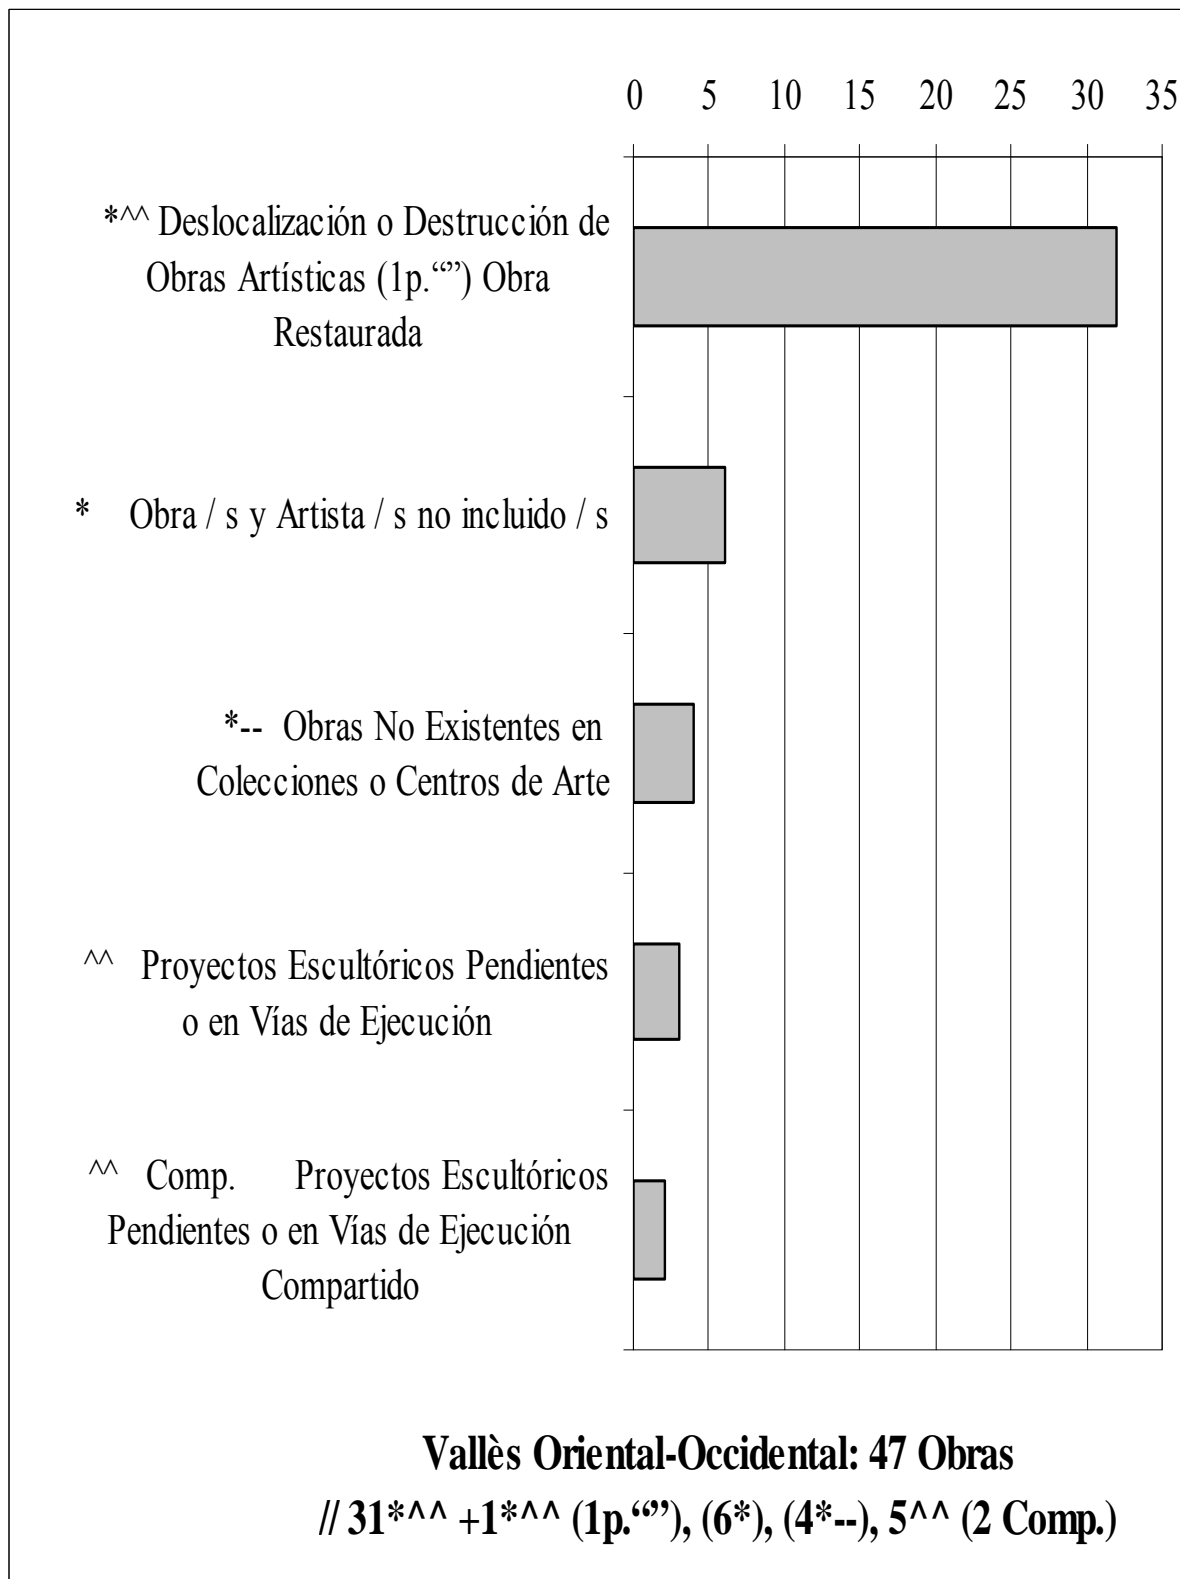 0 5 10 15 20 25 30 35
*^^ Deslocalización o Destrucción de
Obras Artísticas (1p.“”) Obra
Restaurada
* Obra / s y Artista / s no incluido / s
*-- Obras No Existentes en
Colecciones o Centros de Arte
^^ Proyectos Escultóricos Pendientes
o en Vías de Ejecución
^^ Comp. Proyectos Escultóricos
Pendientes o en Vías de Ejecución
Compartido
Vallès Oriental-Occidental: 47 Obras
// 31*^^ +1*^^ (1p.“”), (6*), (4*--), 5^^ (2 Comp.)